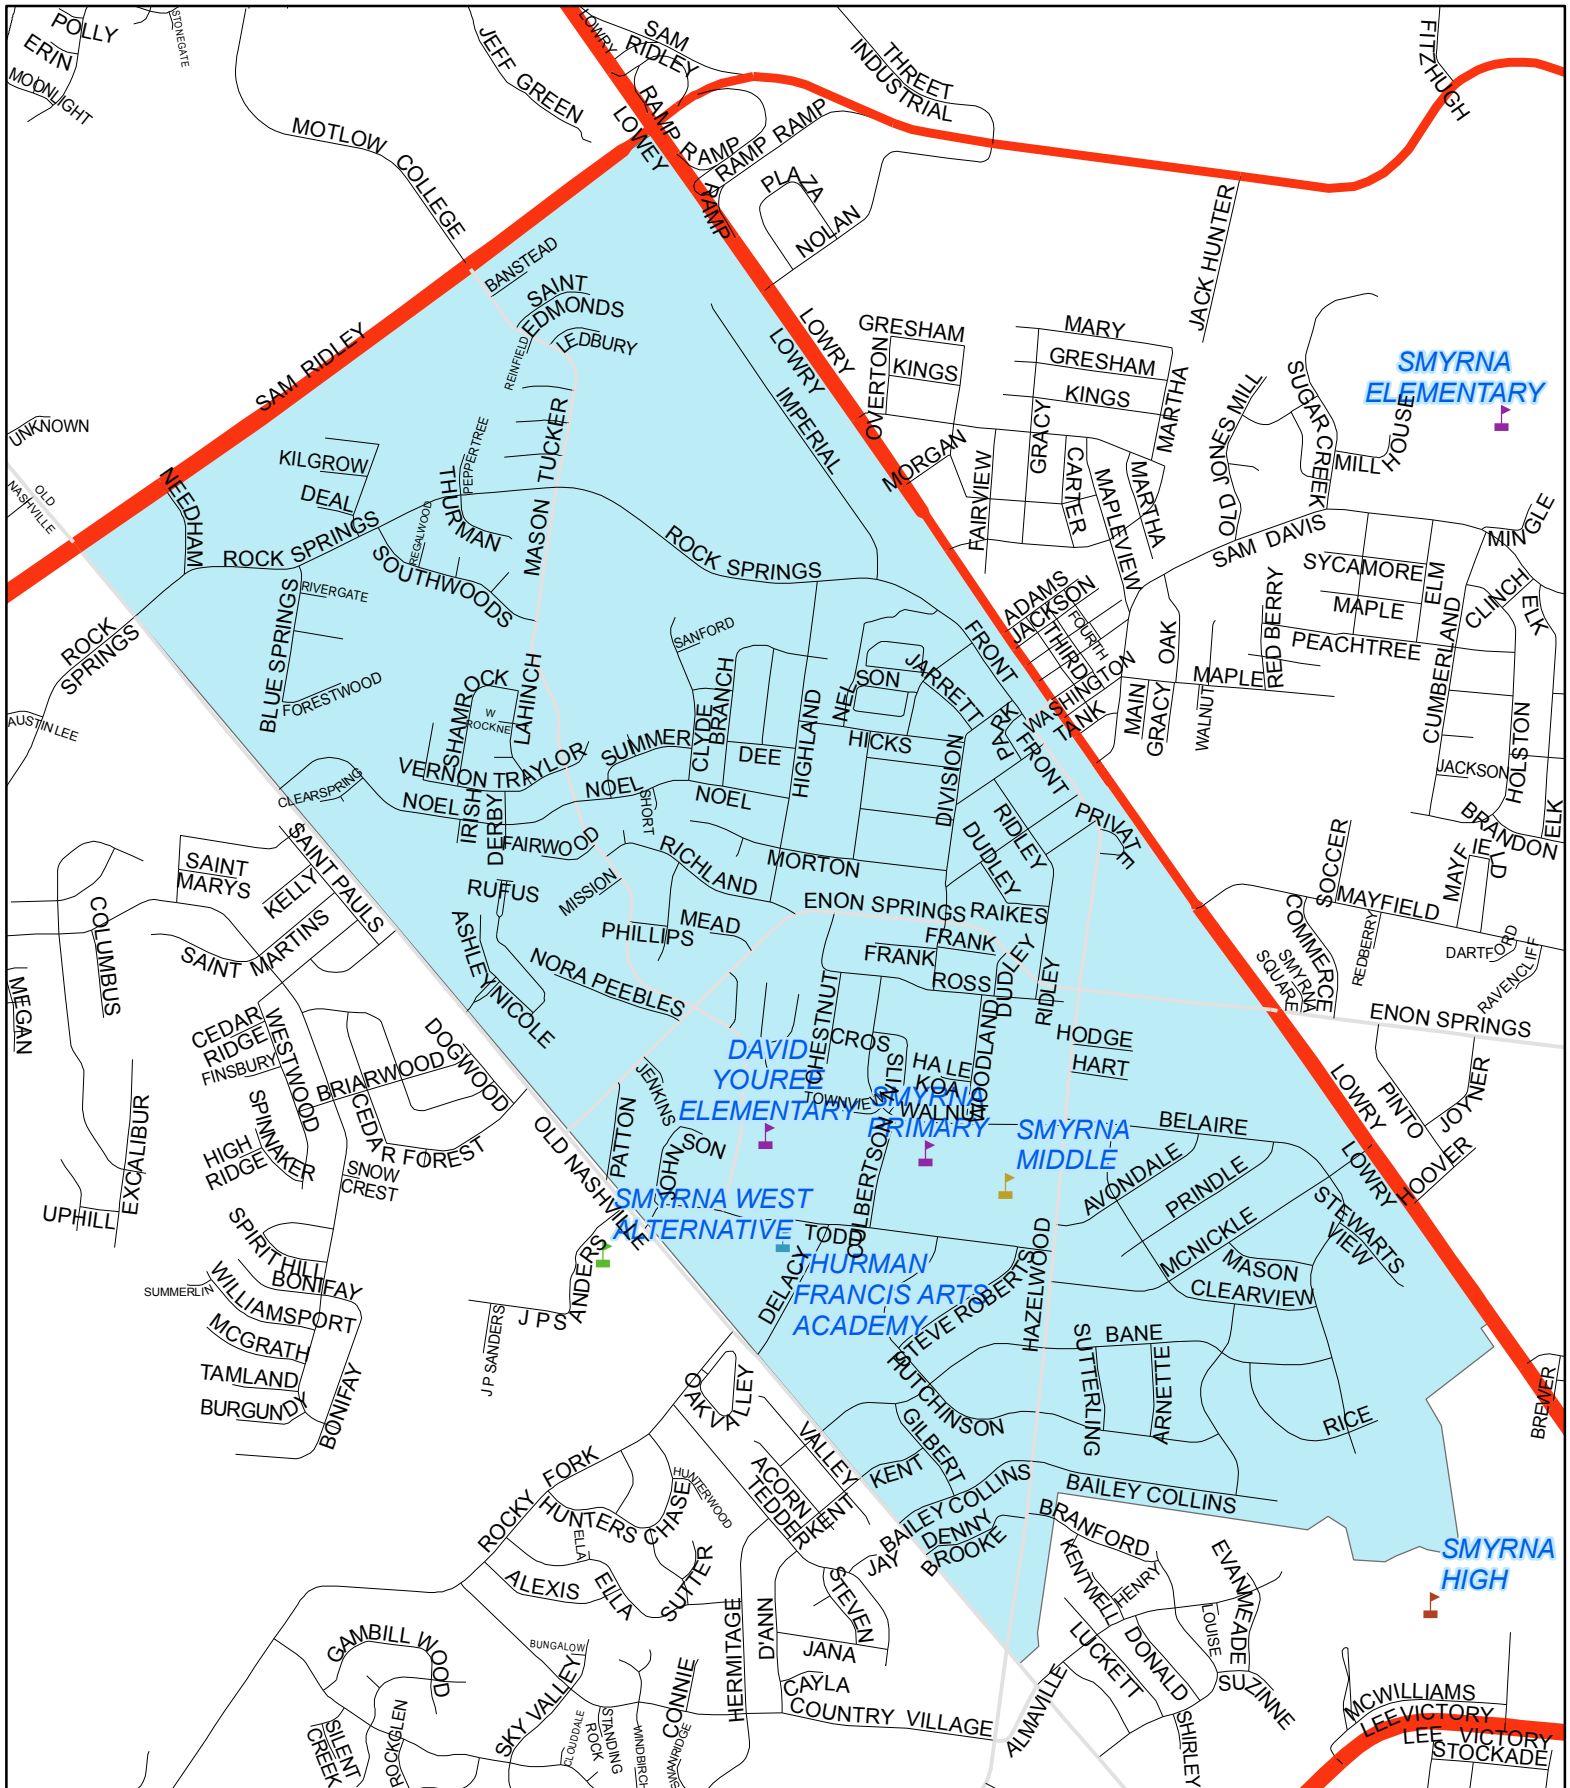 POLLY
ERIN
MOONLIGHT
STONEGATE
JEFF GREEN
LOWRY
SAM
RIDLEY
THREET
INDUSTRIAL
FITZHUGH
MOTLOW COLLEGE
RAMP
LOWEY
RAMP
RAMP RAMP
RAMP
PLAZA
NOLAN
JACK HUNTER
BANSTEAD
SAINT
EDMONDS
LEDBURY
REINFIELD
SAM RIDLEY
LOWRY
LOWRY
IMPERIAL
GRESHAM
KINGS
OVERTON
MARY
GRESHAM
KINGS
MARTHA
SMYRNA
ELEMENTARY
UNKNOWN
OLD
NASHVILLE
NEEDHAM
KILGROW
DEAL
PEPPERTREE
THURMAN
REGALWOOD
MASON TUCKER
MORGAN
FAIRVIEW
GRACY
CARTER
MAPLEVIEW
MARTHA
OLD JONES MILL
SUGAR CREEK
MILL
HOUSE
SAM DAVIS
MINGLE
ROCK SPRINGS
SOUTHWOODS
ROCK SPRINGS
SYCAMORE
ELM
MAPLE
CLINCH
ELK
PEACHTREE
RED BERRY
RIVERGATE
BLUE SPRINGS
FORESTWOOD
ROCK
SPRINGS
AUSTIN LEE
SANFORD
ADAMS
JACKSON
FOURTH
THIRD
WASHINGTON
TANK
MAIN
GRACY
OAK
MAPLE
WALNUT
CUMBERLAND
HOLSTON
JACKSON
BRANDON
ELK
FRONT
JARRETT
NELSON
PARK
FRONT
SHAMROCK
W
ROCKNE
LAHINCH
VERNON TRAYLOR
SUMMER
CLYDE
BRANCH
DEE
HIGHLAND
HICKS
DIVISION
CLEARSPRING
NOEL
IRISH
DERBY
NOEL
SHORT
NOEL
RIDLEY
DUDLEY
PRIVATE
SAINT PAULS
SAINT
MARYS
KELLY
FAIRWOOD
RUFUS
MISSION
RICHLAND
MORTON
ENON SPRINGS
RAIKES
SOCCER
MAYFIELD
MAYFIELD
COMMERCE
SMYRNA
SQUARE
REDBERRY
DARTFORD
RAVENCLIFF
ENON SPRINGS
COLUMBUS
SAINT MARTINS
ASHLEY
NICOLE
PHILLIPS
MEAD
NORA PEEBLES
FRANK
FRANK
ROSS
DUDLEY
RIDLEY
MEGAN
CEDAR
RIDGE
FINSBURY
WESTWOOD
DOGWOOD
BRIARWOOD
CEDAR FOREST
SPINNAKER
HIGH
RIDGE
EXCALIBUR
UPHILL
SNOW
CREST
OLD NASHVILLE
JENKINS
PATTON
JOHNSON
DAVID
YOUREE
ELEMENTARY
CHESTNUT
CROS
TOWNVIEW
SLIVA
HALE
KOA
WALNUT
WOODLAND
CULBERTSON
SMYRNA
PRIMARY
HODGE
HART
SMYRNA
MIDDLE
BELAIRE
AVONDALE
PRINDLE
LOWRY
PINTO
JOYNER
HOOVER
LOWRY
SMYRNA WEST
ALTERNATIVE
TODD
THURMAN
FRANCIS ARTS
ACADEMY
DELACY
STEVE ROBERTS
HAZELWOOD
MCNICKLE
MASON
CLEARVIEW
STEWARTS
VIEW
SPIRIT
HILL
BONIFAY
SUMMERLIN
WILLIAMSPORT
MCGRATH
TAMLAND
BURGUNDY
BONIFAY
J P SANDERS
J P SANDERS
OAK VALLEY
HUTCHINSON
SUTTERLING
BANE
ARNETTE
RICE
BREWER
GILBERT
KENT
VALLEY
ACORN
TEDDER
KENT
BAILEY COLLINS
BAILEY COLLINS
DENNY
BROOKE
JAY
BRANFORD
ROCKY FORK
HUNTERS CHASE
HUNTERWOOD
ELLA
ALEXIS
ELLA
SUTTER
STEVEN
D'ANN
HERMITAGE
JANA
CAYLA
COUNTRY VILLAGE
ALMAVILLE
KENTWELL
HENRY
LUCKETT
DONALD
LOUISE
EVANMEADE
SUZINNE
SHIRLEY
SMYRNA
HIGH
GAMBILL WOOD
SILENT
CREEK
ROCKGLEN
BUNGALOW
SKY VALLEY
CLOUDDALE
STANDING
ROCK
WINDBIRCH
CONNIE
MCWILLIAMS
LEE VICTORY
LEE VICTORY
STOCKADE